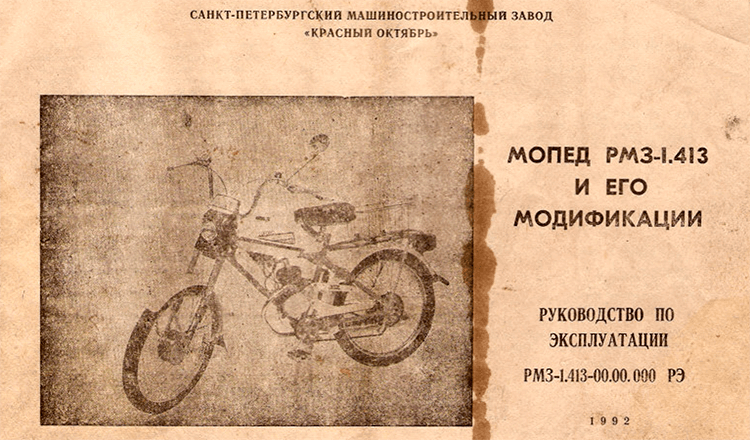 САНКТ-ПЕТЕРБУРГСКИЙ МАШИНОСТРОИТЕЛЬНЫЙ ЗАВОД
«КРАСНЫЙ ОКТЯБРЬ»
МОПЕД РМЗ-1.413
И ЕГО
МОДИФИКАЦИИ
РУКОВОДСТВО ПО
ЭКСПЛУАТАЦИИ
РМЗ-1.413-00.00.000 РЭ
1992